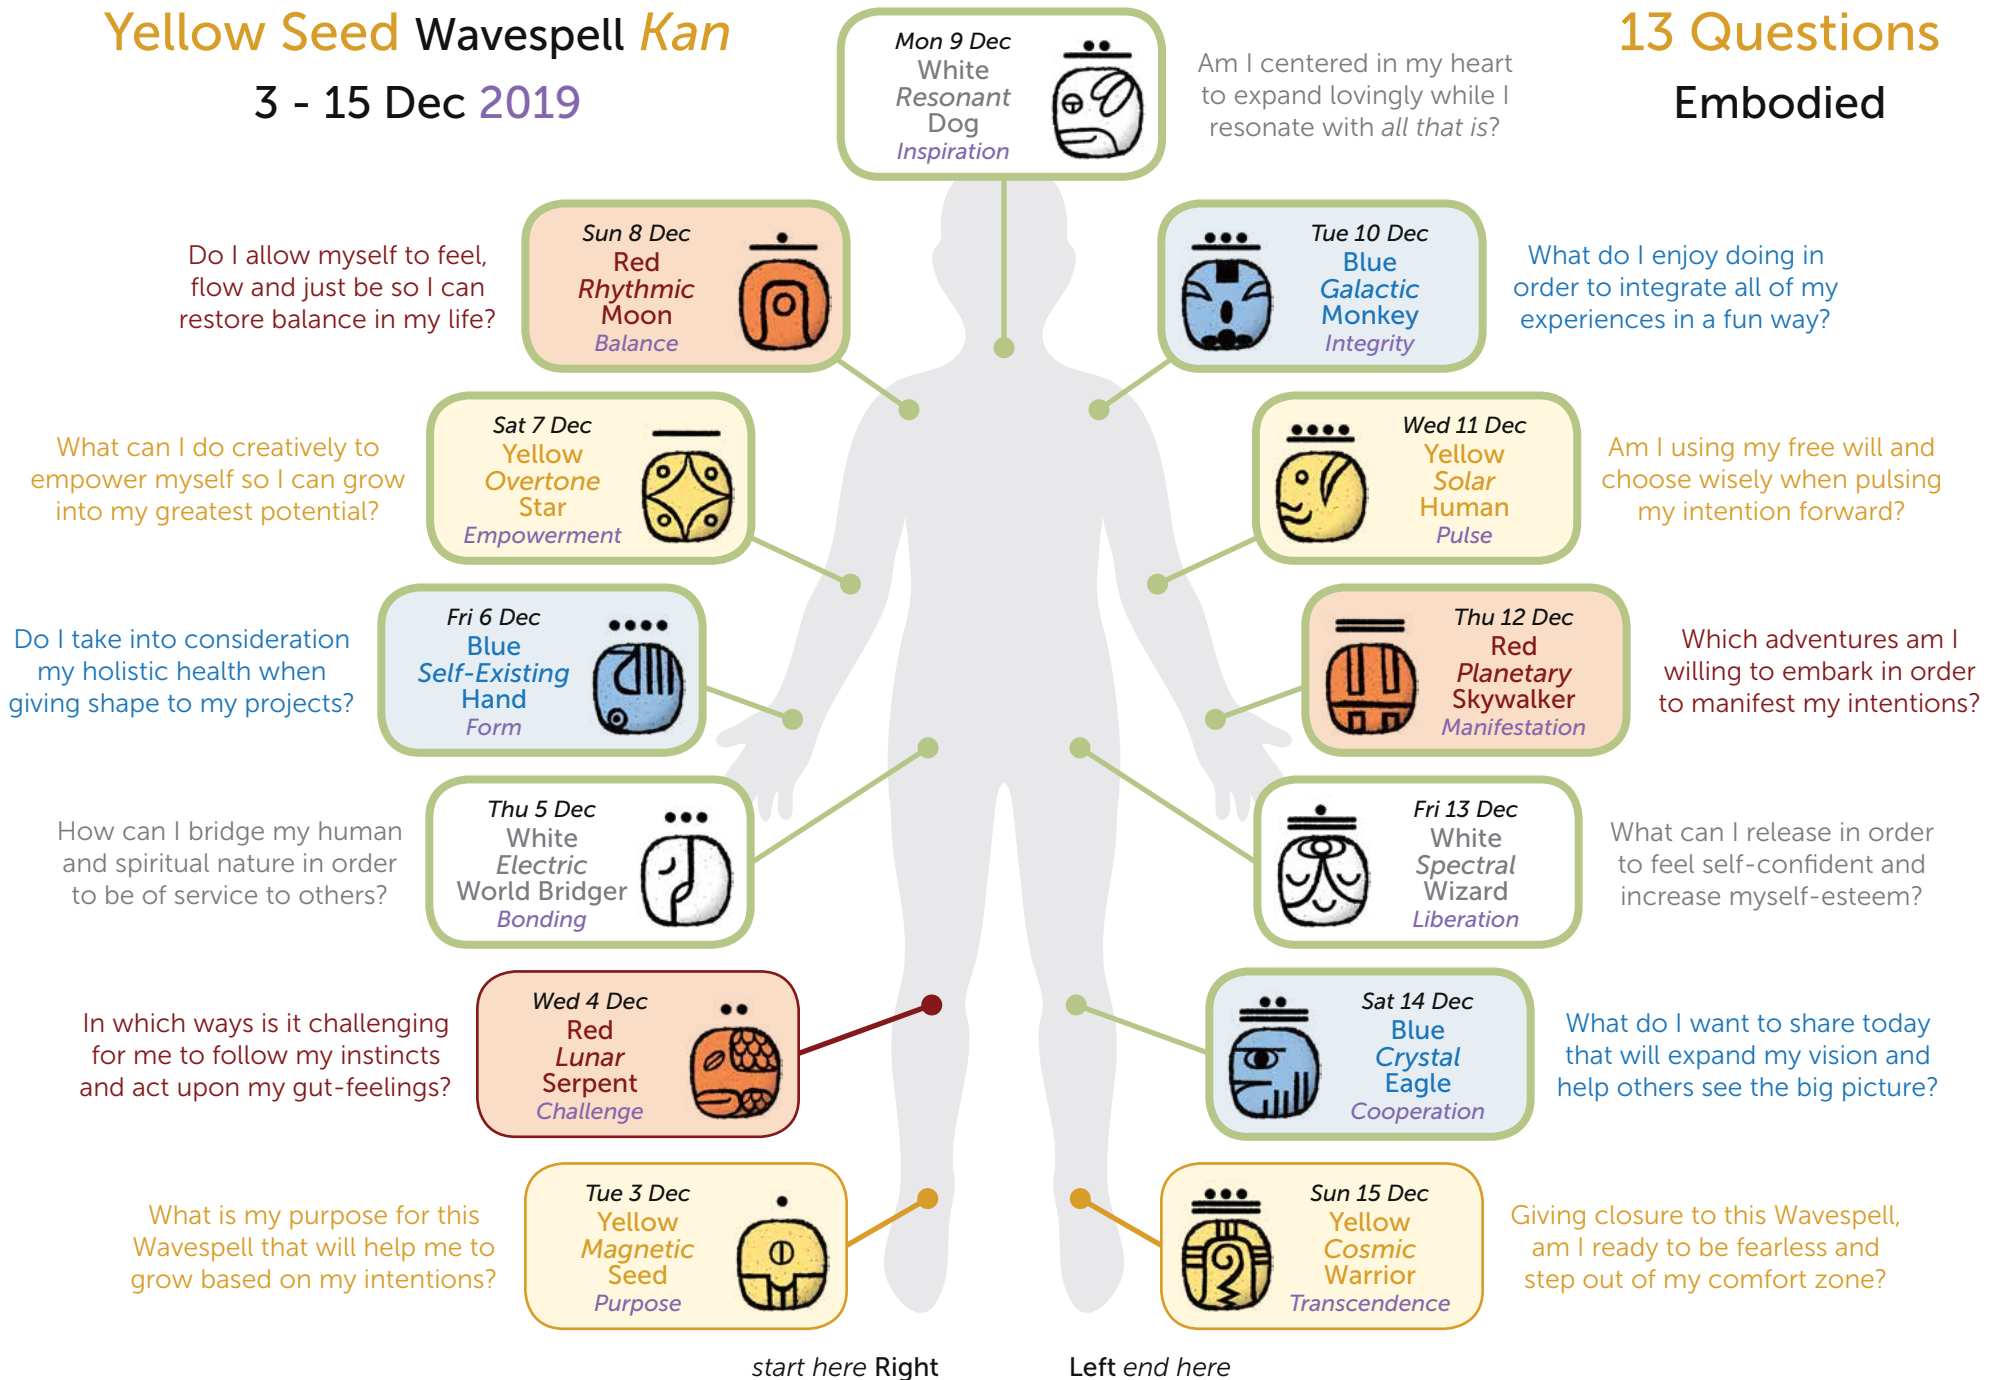 Yellow Seed Wavespell Kan
3 - 15 Dec 2019
13 Questions
Embodied
Mon 9 Dec
White
Resonant
Dog
Inspiration
Am I centered in my heart
to expand lovingly while I
resonate with all that is?
Do I allow myself to feel,
flow and just be so I can
restore balance in my life?
Sun 8 Dec
Red
Rhythmic
Moon
Balance
Tue 10 Dec
Blue
Galactic
Monkey
Integrity
What do I enjoy doing in
order to integrate all of my
experiences in a fun way?
What can I do creatively to
empower myself so I can grow
into my greatest potential?
Sat 7 Dec
Yellow
Overtone
Star
Empowerment
Wed 11 Dec
Yellow
Solar
Human
Pulse
Am I using my free will and
choose wisely when pulsing
my intention forward?
Do I take into consideration
my holistic health when
giving shape to my projects?
Fri 6 Dec
Blue
Self-Existing
Hand
Form
Thu 12 Dec
Red
Planetary
Skywalker
Manifestation
Which adventures am I
willing to embark in order
to manifest my intentions?
How can I bridge my human
and spiritual nature in order
to be of service to others?
Thu 5 Dec
White
Electric
World Bridger
Bonding
Fri 13 Dec
White
Spectral
Wizard
Liberation
What can I release in order
to feel self-confident and
increase myself-esteem?
In which ways is it challenging
for me to follow my instincts
and act upon my gut-feelings?
Wed 4 Dec
Red
Lunar
Serpent
Challenge
Sat 14 Dec
Blue
Crystal
Eagle
Cooperation
What do I want to share today
that will expand my vision and
help others see the big picture?
What is my purpose for this
Wavespell that will help me to
grow based on my intentions?
Tue 3 Dec
Yellow
Magnetic
Seed
Purpose
Sun 15 Dec
Yellow
Cosmic
Warrior
Transcendence
Giving closure to this Wavespell,
am I ready to be fearless and
step out of my comfort zone?
start here Right
Left end here